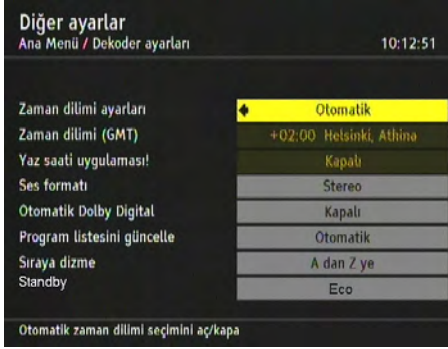 Diğer ayarlar
Ana Menü / Dekoder ayarları 10:12:51
Zaman dilimi ayarları Otomatik
Zaman dilimi (GMT) +02:00 Helsinki, Athina
Yaz saati uygulaması! Kapalı
Ses formatı Stereo
Otomatik Dolby Digital Kapalı
Program listesini güncelle Otomatik
Sıraya dizme A dan Z ye
Standby Eco
Otomatik zaman dilimi seçimini aç/kapa